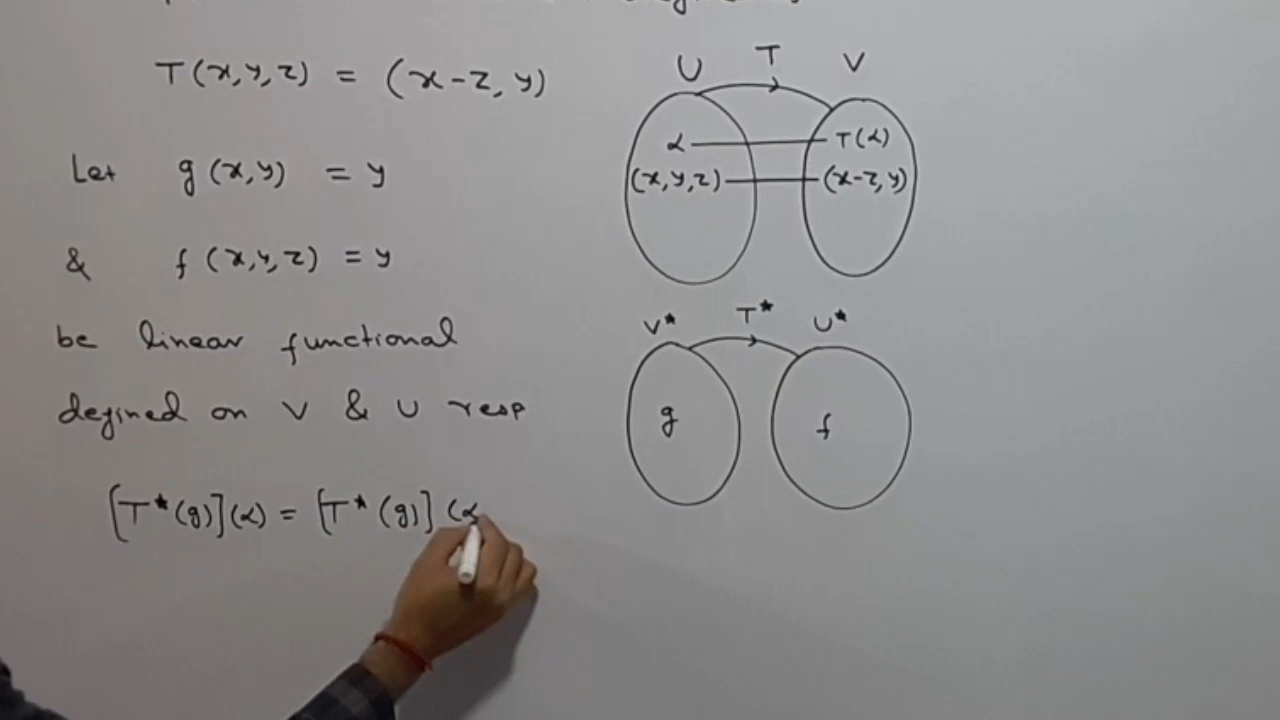 T(x,y,z) = (x-z, y)
Let g(x,y) = y
& f(x,y,z) = y
be linear functional
defined on V & U resp
[T*(g)](α) = [T*(g)](α
U T V
α T(α)
(x,y,z) (x-z,y)
V* T* U*
g f